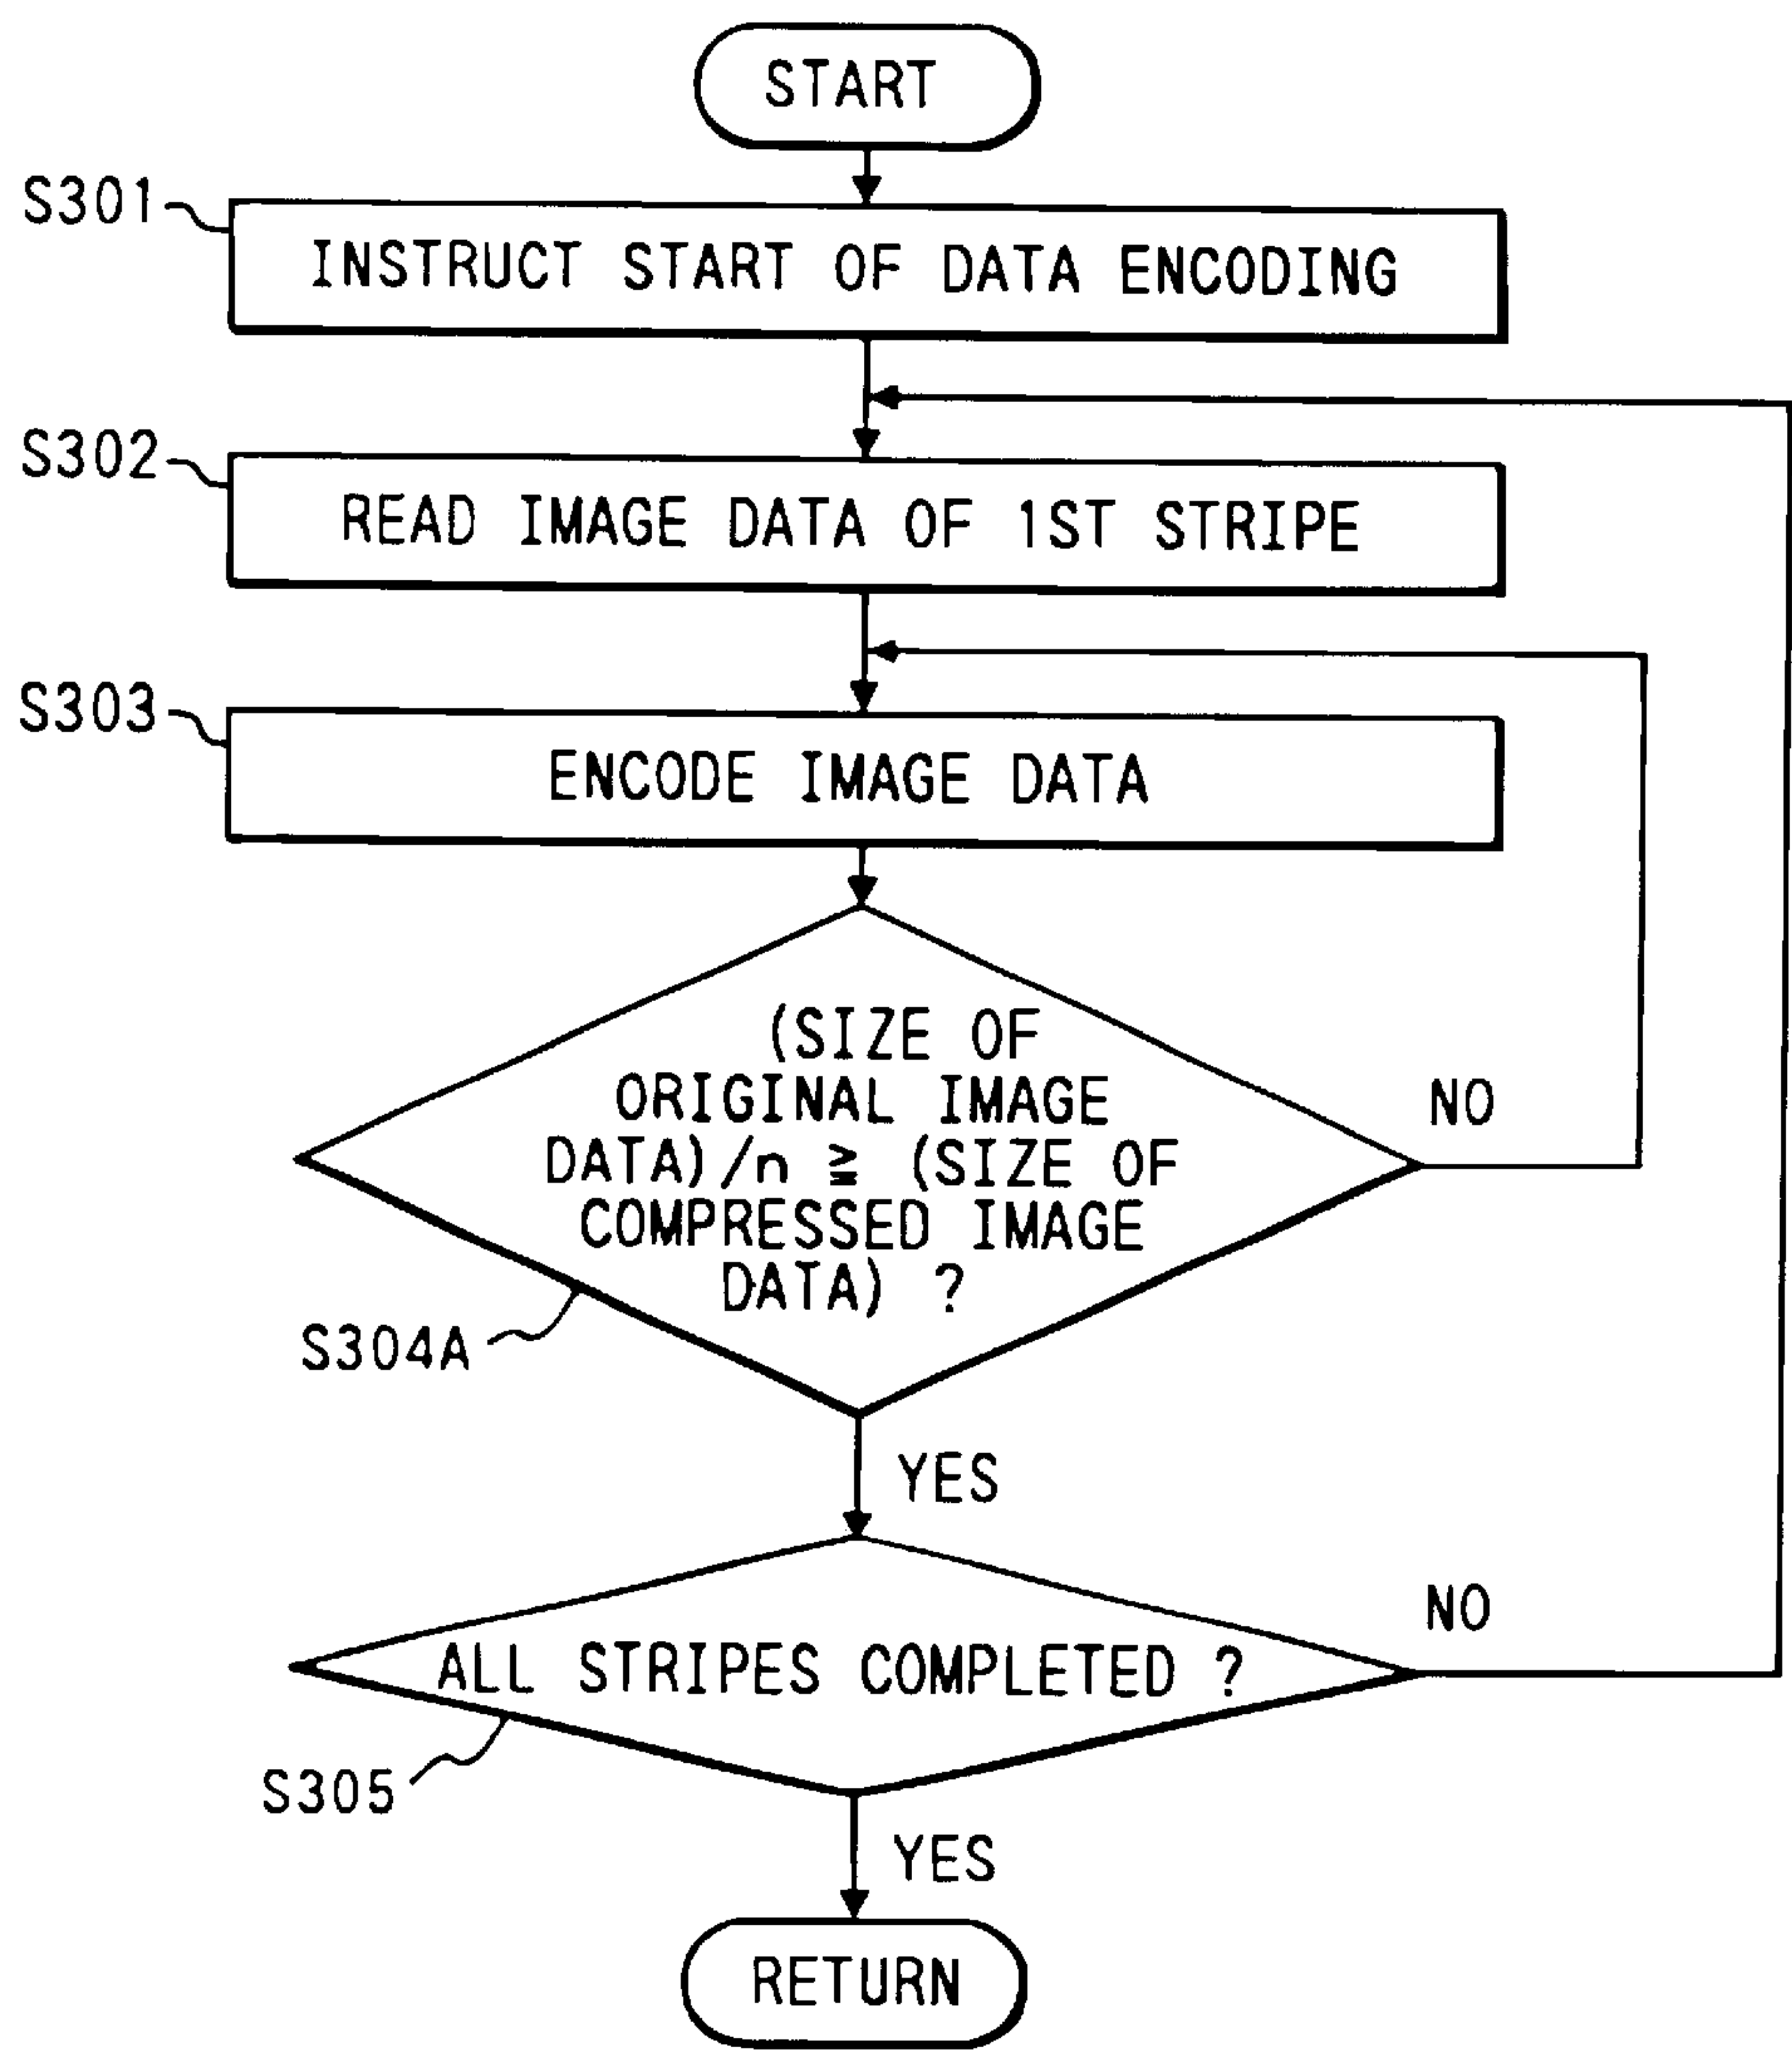 START
S301
INSTRUCT START OF DATA ENCODING
S302
READ IMAGE DATA OF 1ST STRIPE
S303
ENCODE IMAGE DATA
(SIZE OF
ORIGINAL IMAGE
DATA)/n ≧ (SIZE OF
COMPRESSED IMAGE
DATA) ?
NO
S304A
YES
ALL STRIPES COMPLETED ?
NO
S305
YES
RETURN